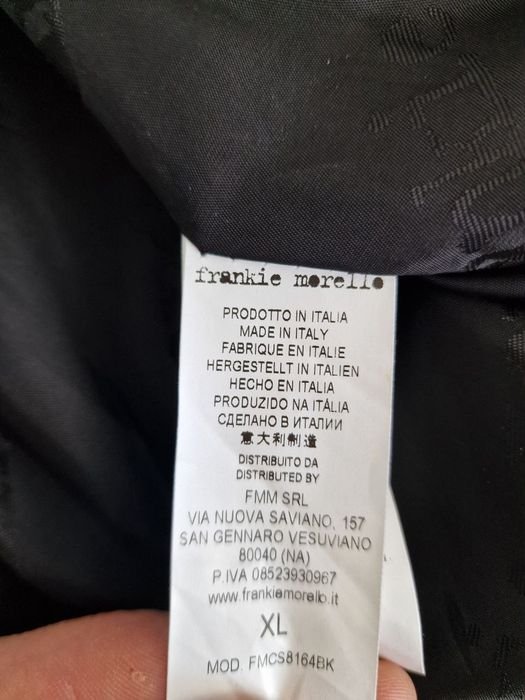 frankie morello
PRODOTTO IN ITALIA
MADE IN ITALY
FABRIQUE EN ITALIE
HERGESTELLT IN ITALIEN
HECHO EN ITALIA
PRODUZIDO NA ITÁLIA
СДЕЛАНО В ИТАЛИИ
意大利制造
DISTRIBUITO DA
DISTRIBUTED BY
FMM SRL
VIA NUOVA SAVIANO, 157
SAN GENNARO VESUVIANO
80040 (NA)
P.IVA 08523930967
www.frankiemorello.it
XL
MOD. FMCS8164BK